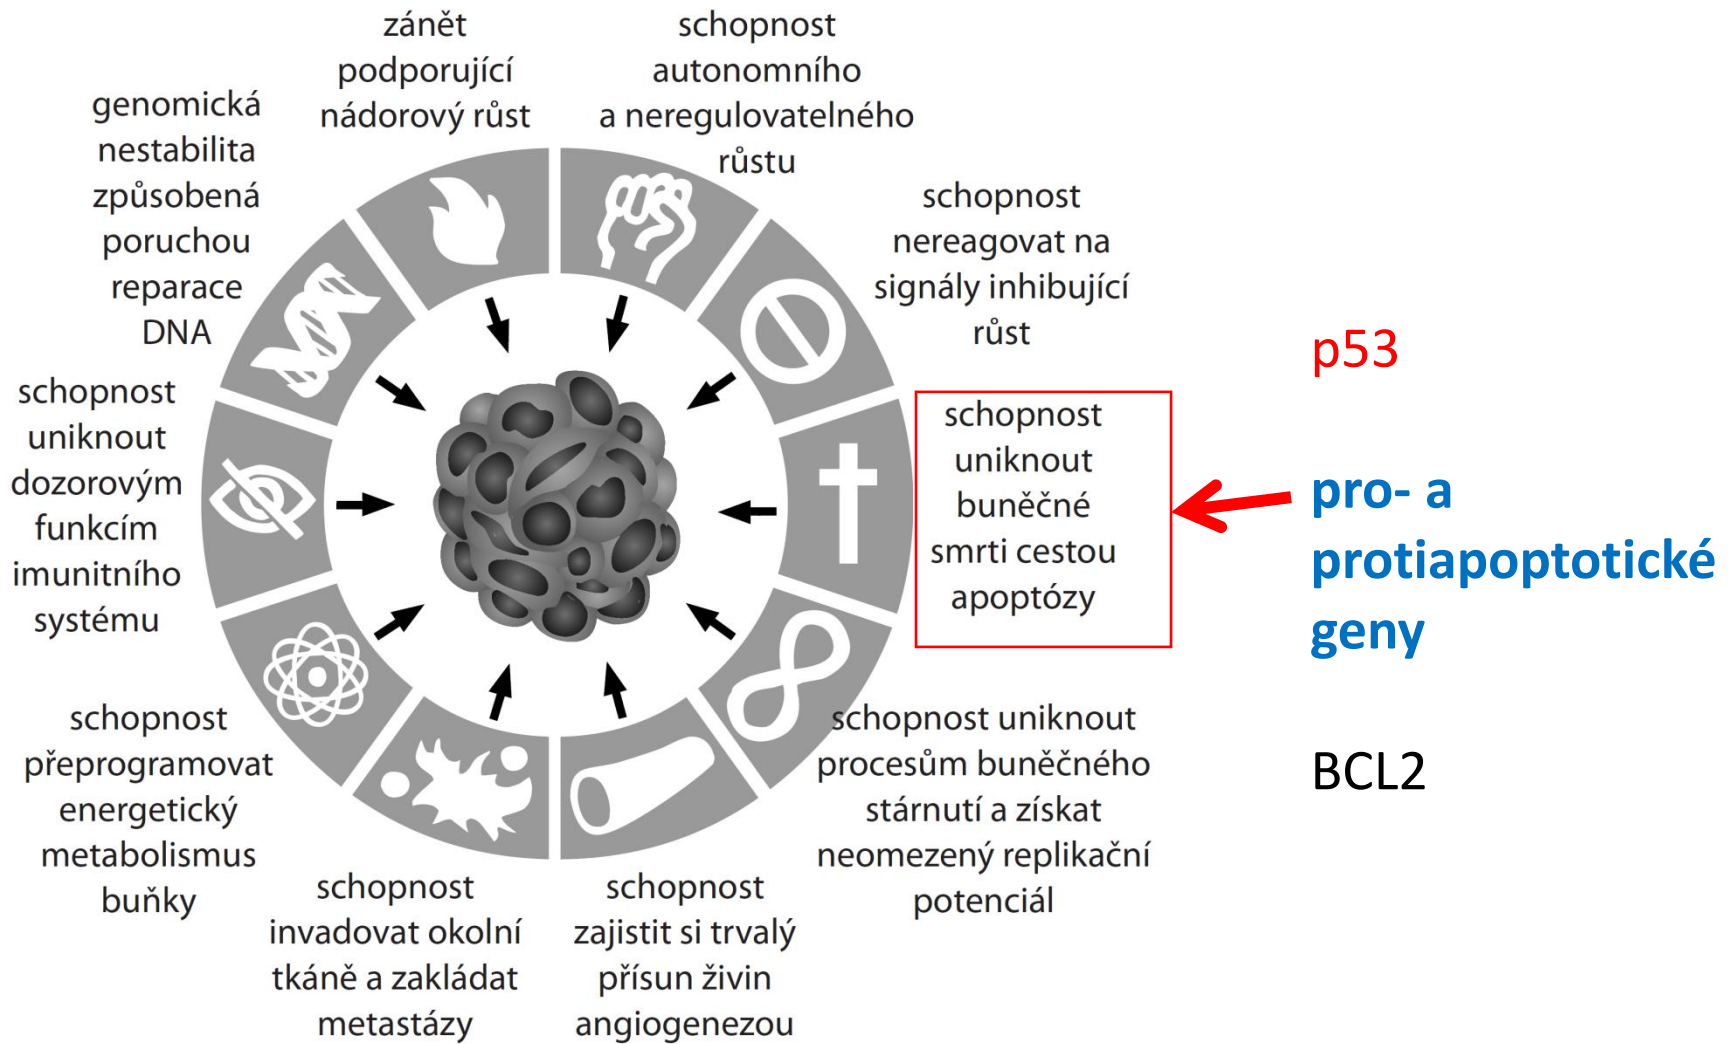 zánět
podporující
nádorový růst
schopnost
autonomního
a neregulovatelného
růstu
schopnost
nereagovat na
signály inhibující
růst
schopnost
uniknout
buněčné
smrti cestou
apoptózy
schopnost uniknout
procesům buněčného
stárnutí a získat
neomezený replikační
potenciál
schopnost
zajistit si trvalý
přísun živin
angiogenezou
schopnost
invadovat okolní
tkáně a zakládat
metastázy
schopnost
přeprogramovat
energetický
metabolismus
buňky
schopnost
uniknout
dozorovým
funkcím
imunitního
systému
genomická
nestabilita
způsobená
poruchou
reparace
DNA
p53
pro- a
protiapoptotické
geny
BCL2